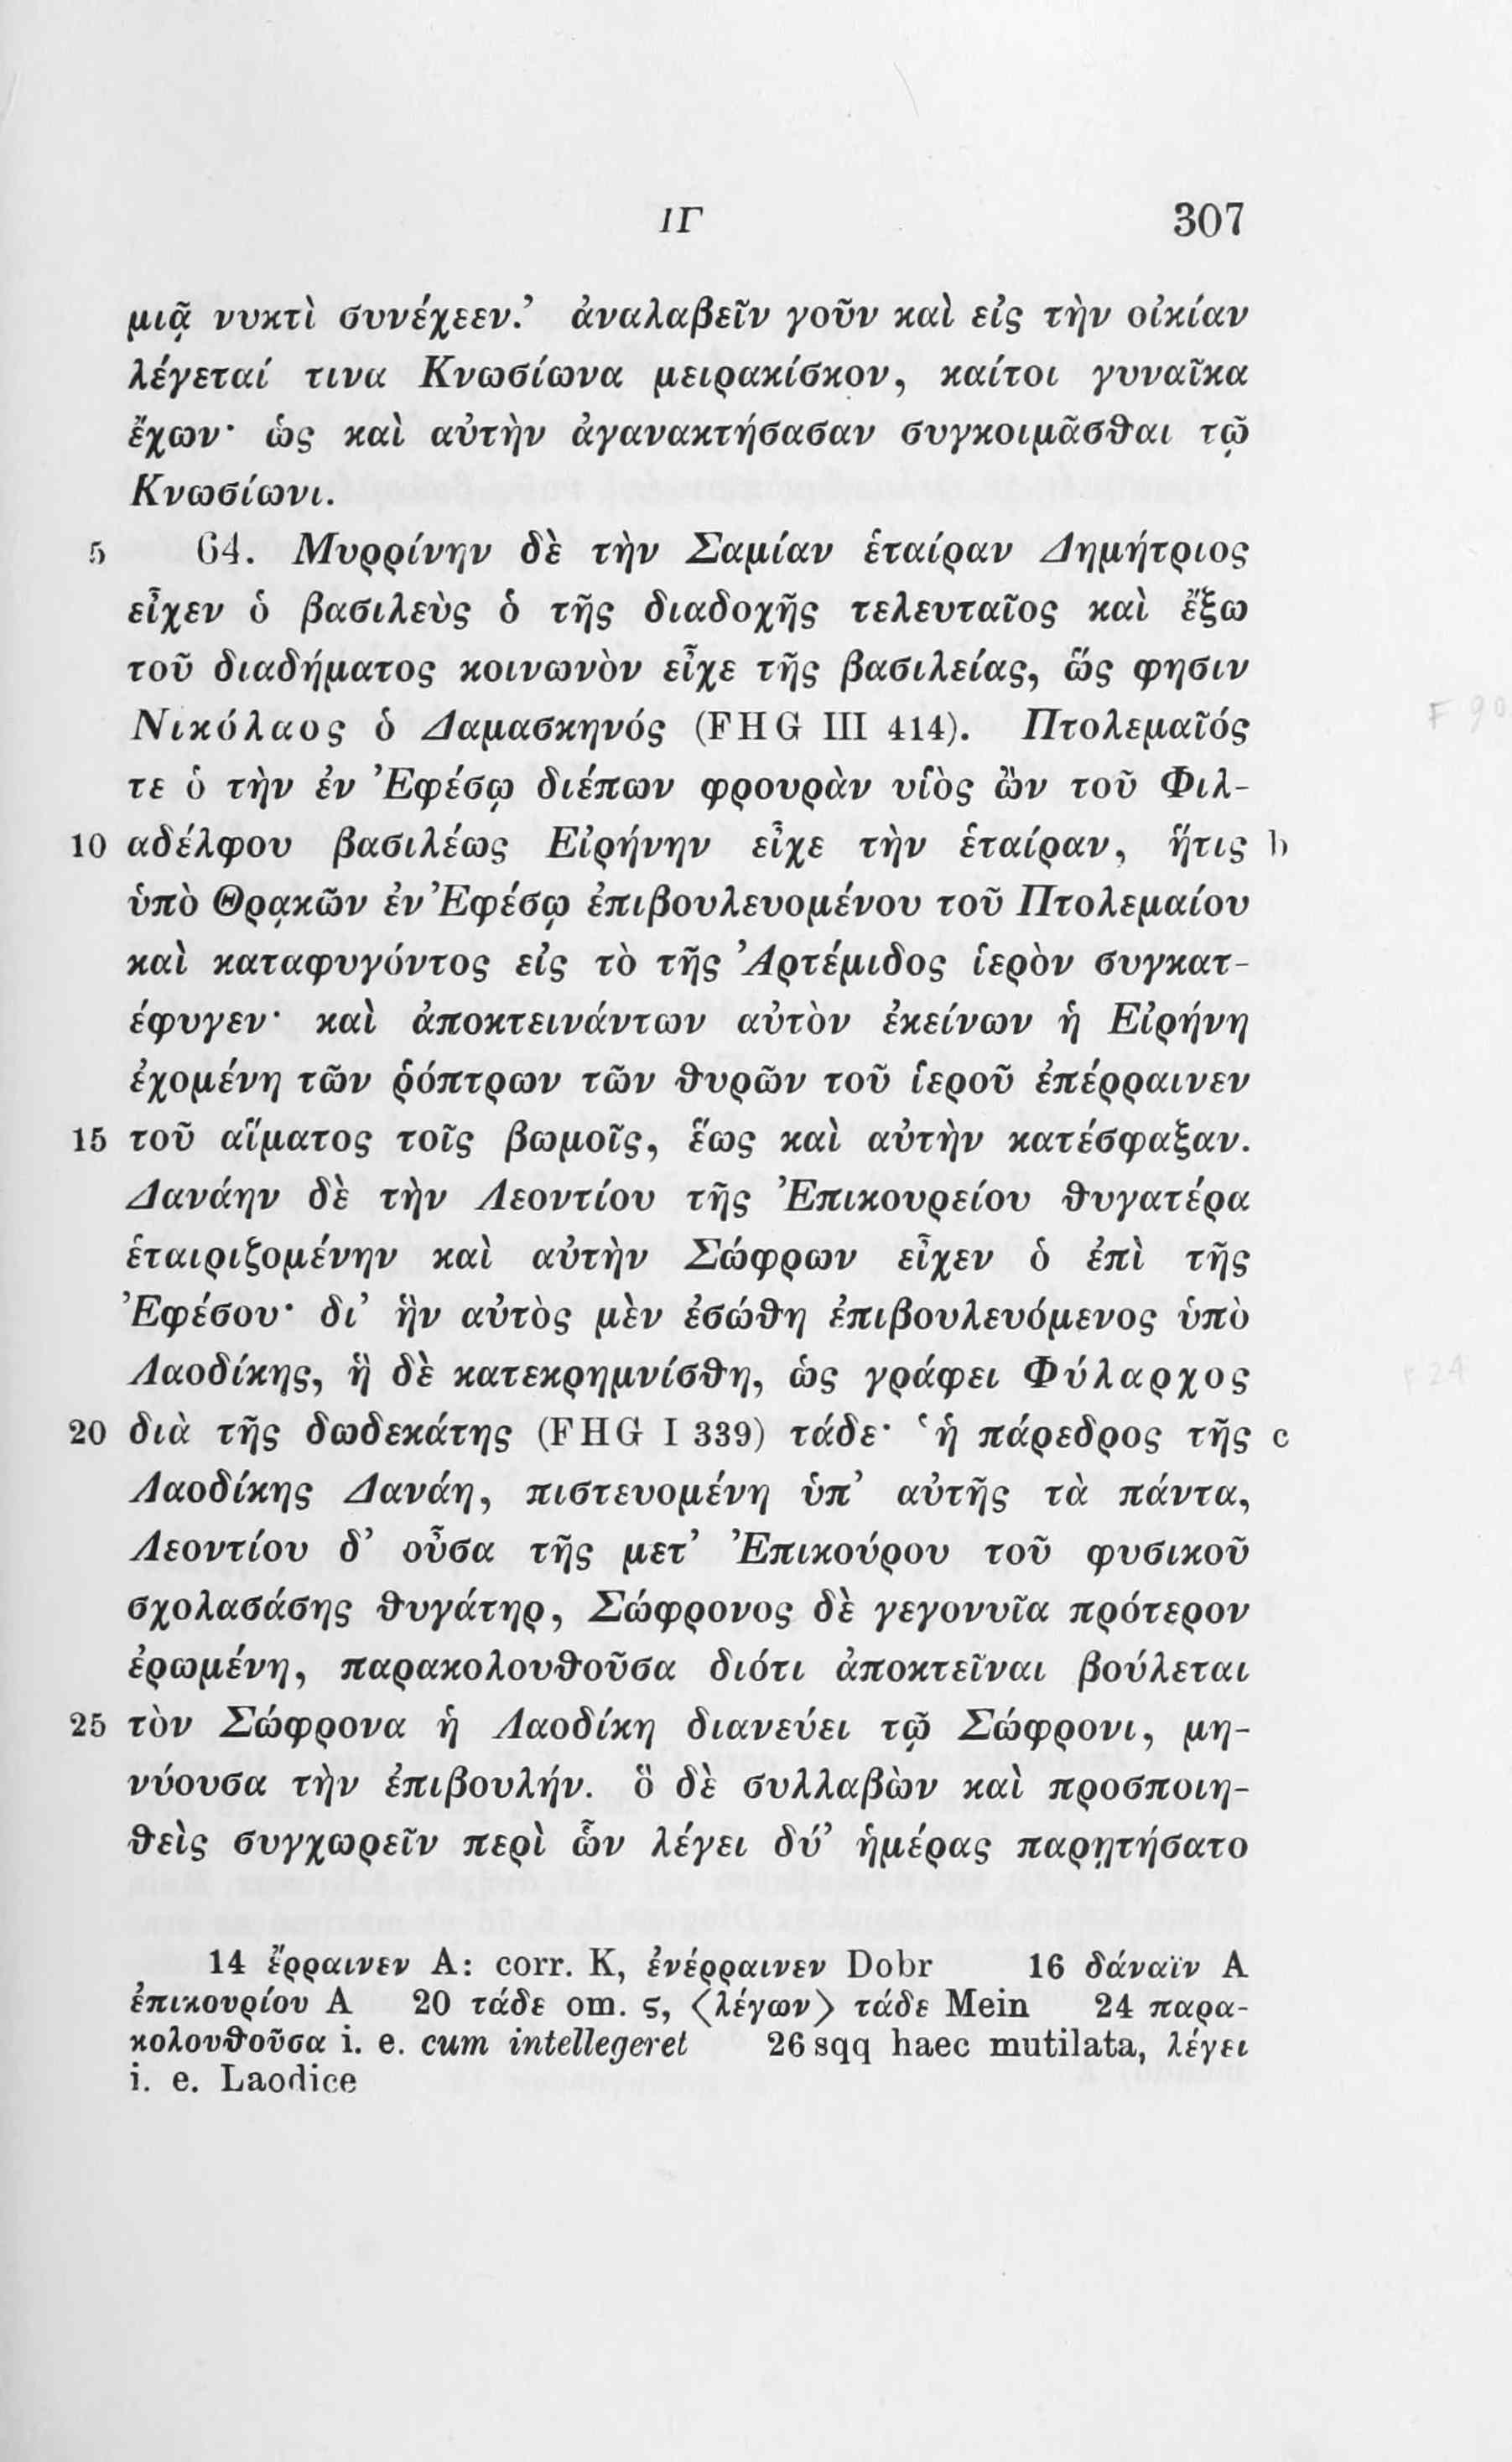 ΙΓ 307
μιᾷ νυκτὶ συνέχεεν.’ ἀναλαβεῖν γοῦν καὶ εἰς τὴν οἰκίαν
λέγεταί τινα Κνωσίωνα μειρακίσκον, καίτοι γυναῖκα
ἔχων· ὡς καὶ αὐτὴν ἀγανακτήσασαν συγκοιμᾶσθαι τῷ
Κνωσίωνι.
5 64. Μυρρίνην δὲ τὴν Σαμίαν ἑταίραν Δημήτριος
εἶχεν ὁ βασιλεὺς ὁ τῆς διαδοχῆς τελευταῖος καὶ ἔξω
τοῦ διαδήματος κοινωνὸν εἶχε τῆς βασιλείας, ὥς φησιν
Νικόλαος ὁ Δαμασκηνός (FHG III 414). Πτολεμαῖός
τε ὁ τὴν ἐν Ἐφέσῳ διέπων φρουρὰν υἱὸς ὢν τοῦ Φιλ-
10 αδέλφου βασιλέως Εἰρήνην εἶχε τὴν ἑταίραν, ἥτις b
ὑπὸ Θρᾳκῶν ἐν Ἐφέσῳ ἐπιβουλευομένου τοῦ Πτολεμαίου
καὶ καταφυγόντος εἰς τὸ τῆς Ἀρτέμιδος ἱερὸν συγκατ-
έφυγεν· καὶ ἀποκτεινάντων αὐτὸν ἐκείνων ἡ Εἰρήνη
ἐχομένη τῶν ῥόπτρων τῶν θυρῶν τοῦ ἱεροῦ ἐπέρραινεν
15 τοῦ αἵματος τοῖς βωμοῖς, ἕως καὶ αὐτὴν κατέσφαξαν.
Δανάην δὲ τὴν Λεοντίου τῆς Ἐπικουρείου θυγατέρα
ἑταιριζομένην καὶ αὐτὴν Σώφρων εἶχεν ὁ ἐπὶ τῆς
Ἐφέσου· δι’ ἣν αὐτὸς μὲν ἐσώθη ἐπιβουλευόμενος ὑπὸ
Λαοδίκης, ἣ δὲ κατεκρημνίσθη, ὡς γράφει Φύλαρχος
20 διὰ τῆς δωδεκάτης (FHG I 339) τάδε· ‘ἡ πάρεδρος τῆς c
Λαοδίκης Δανάη, πιστευομένη ὑπ’ αὐτῆς τὰ πάντα,
Λεοντίου δ’ οὖσα τῆς μετ’ Ἐπικούρου τοῦ φυσικοῦ
σχολασάσης θυγάτηρ, Σώφρονος δὲ γεγονυῖα πρότερον
ἐρωμένη, παρακολουθοῦσα διότι ἀποκτεῖναι βούλεται
25 τὸν Σώφρονα ἡ Λαοδίκη διανεύει τῷ Σώφρονι, μη-
νύουσα τὴν ἐπιβουλήν. ὃ δὲ συλλαβὼν καὶ προσποιη-
θεὶς συγχωρεῖν περὶ ὧν λέγει δύ’ ἡμέρας παρῃτήσατο
14 ἔρραινεν A: corr. K, ἐνέρραινεν Dobr 16 δάναϊν A
ἐπικουρίου A 20 τάδε om. ς, ⟨λέγων⟩ τάδε Mein 24 παρα-
κολουθοῦσα i. e. cum intellegeret 26 sqq haec mutilata, λέγει
i. e. Laodice
F 90
F 24